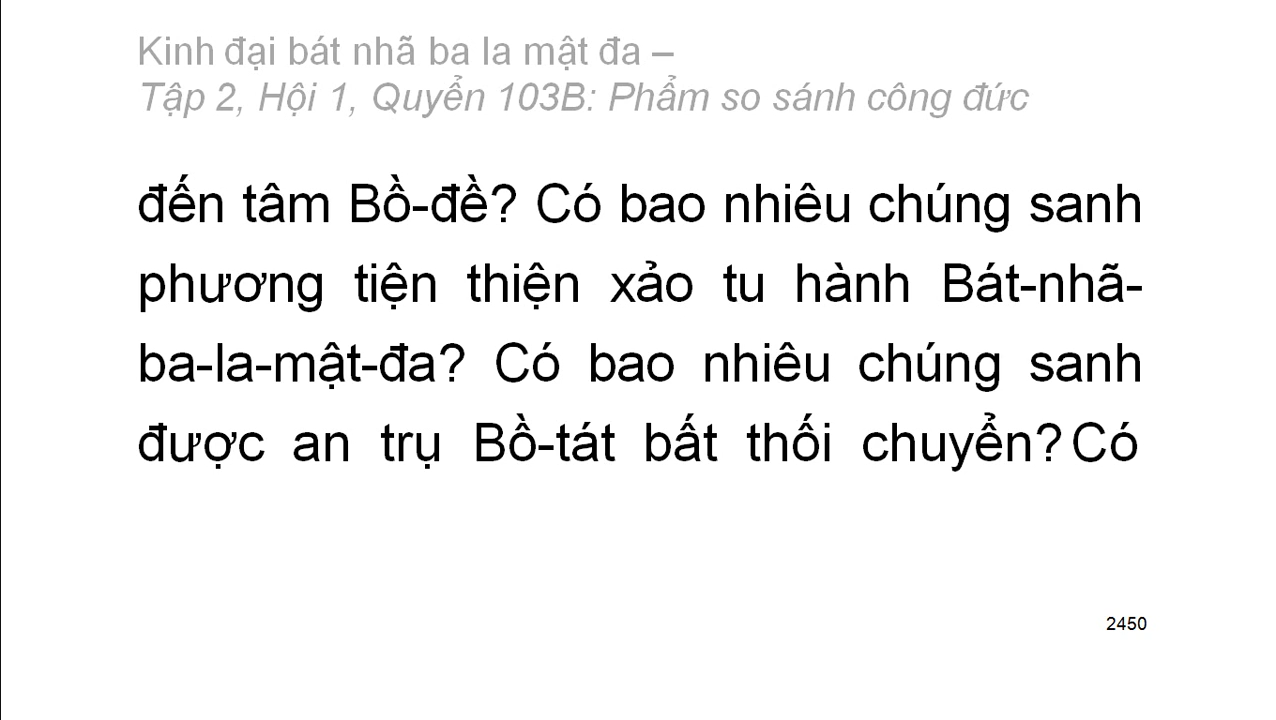 Kinh đại bát nhã ba la mật đa –
Tập 2, Hội 1, Quyển 103B: Phẩm so sánh công đức
đến tâm Bồ-đề? Có bao nhiêu chúng sanh
phương tiện thiện xảo tu hành Bát-nhã-
ba-la-mật-đa? Có bao nhiêu chúng sanh
được an trụ Bồ-tát bất thối chuyển? Có
2450